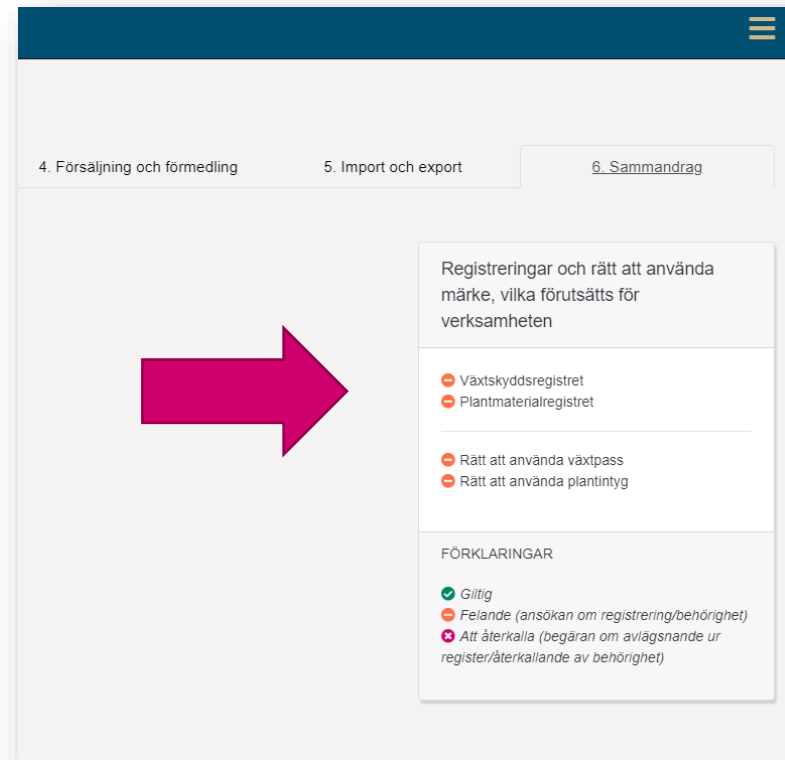 4. Försäljning och förmedling
5. Import och export
6. Sammandrag
Registreringar och rätt att använda
märke, vilka förutsätts för
verksamheten
Växtskyddsregistret
Plantmaterialregistret
Rätt att använda växtpass
Rätt att använda plantintyg
FÖRKLARINGAR
Giltig
Felande (ansökan om registrering/behörighet)
Att återkalla (begäran om avlägsnande ur
register/återkallande av behörighet)